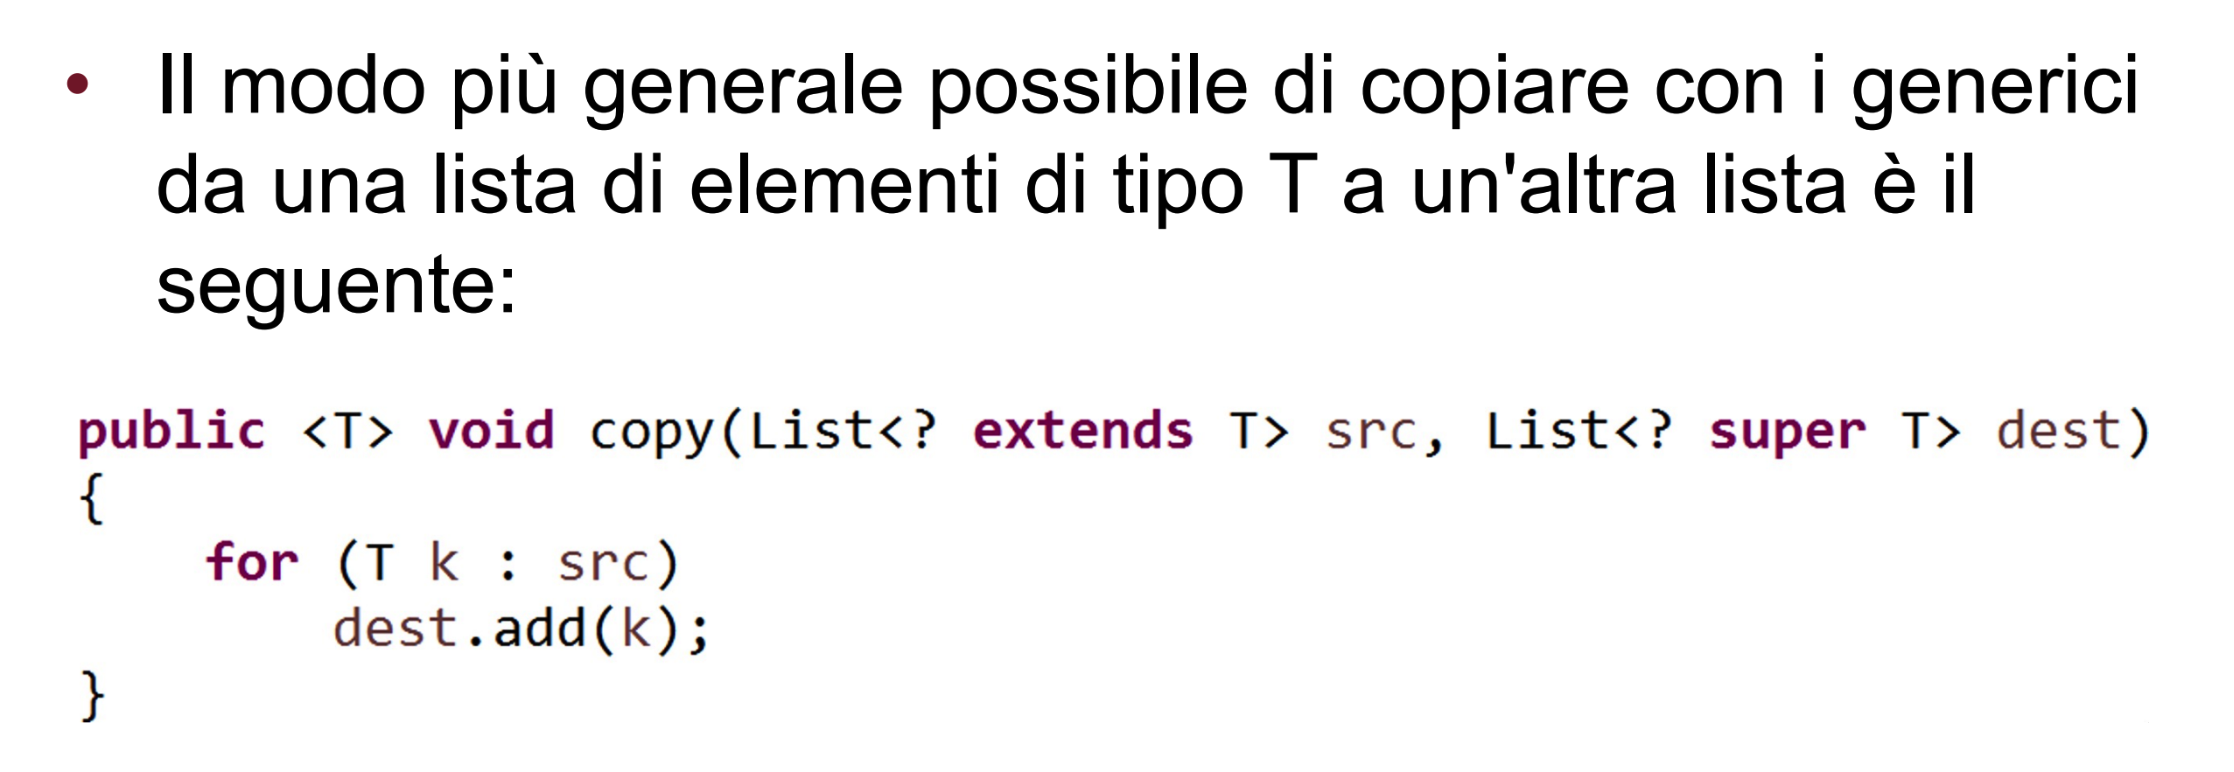 • Il modo più generale possibile di copiare con i generici
da una lista di elementi di tipo T a un'altra lista è il
seguente:
public <T> void copy(List<? extends T> src, List<? super T> dest)
{
    for (T k : src)
        dest.add(k);
}